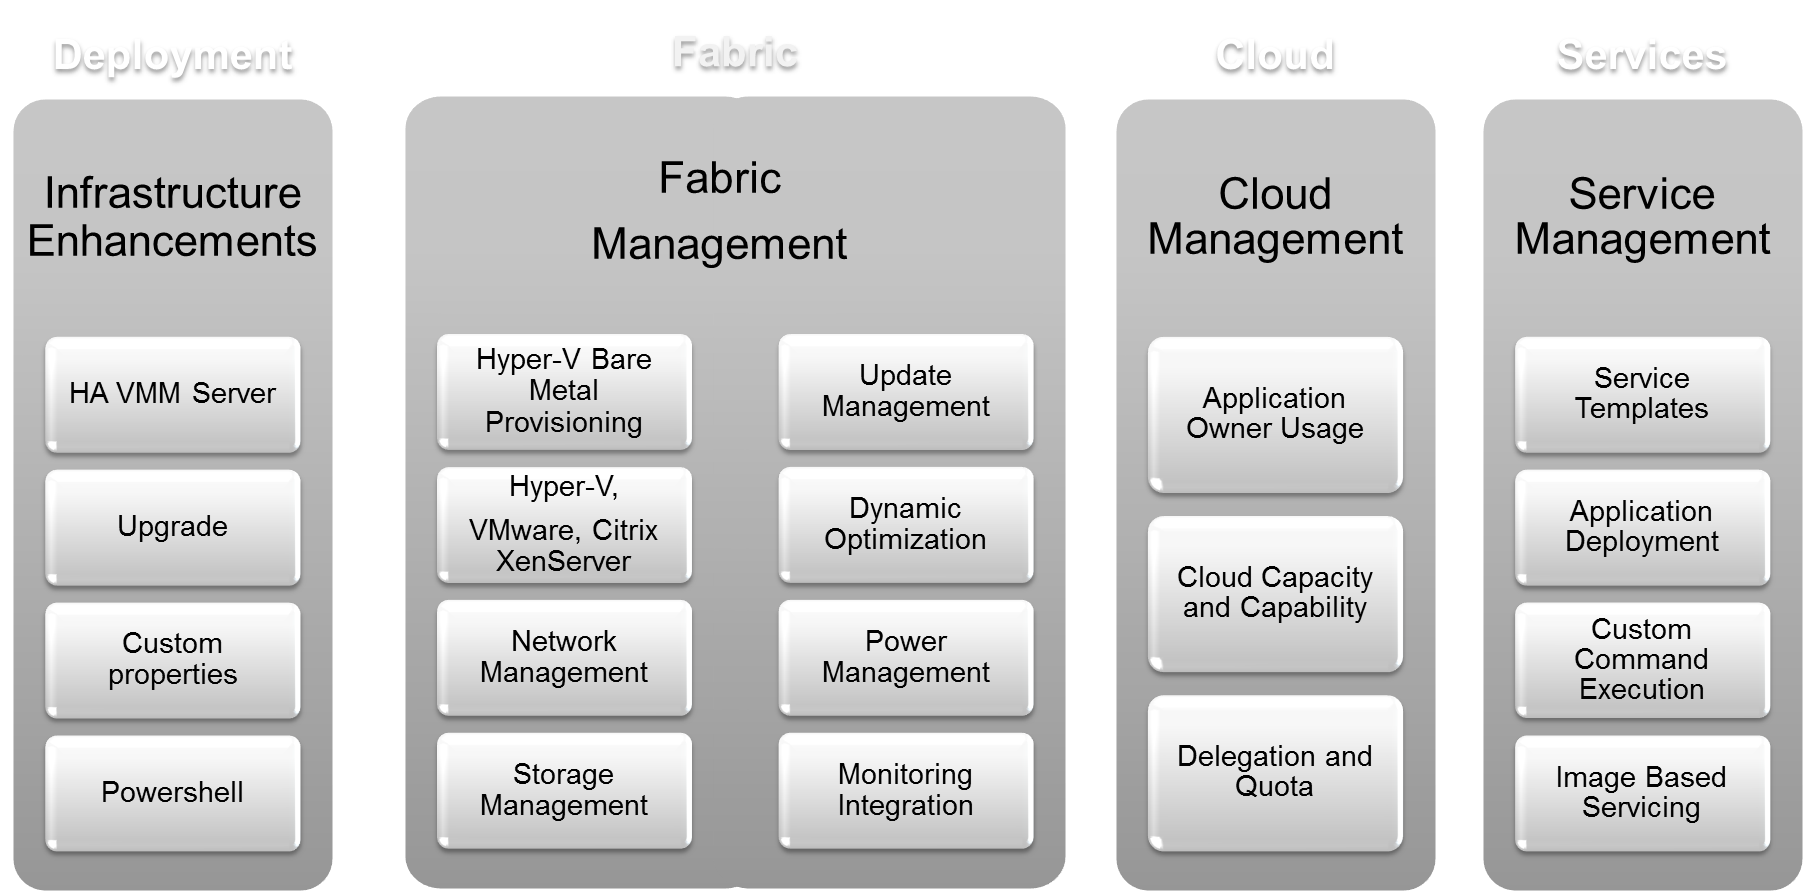 Deployment
Infrastructure
Enhancements
HA VMM Server
Upgrade
Custom
properties
Powershell
Fabric
Fabric
Management
Hyper-V Bare
Metal
Provisioning
Hyper-V,
VMware, Citrix
XenServer
Network
Management
Storage
Management
Update
Management
Dynamic
Optimization
Power
Management
Monitoring
Integration
Cloud
Cloud
Management
Application
Owner Usage
Cloud Capacity
and Capability
Delegation and
Quota
Services
Service
Management
Service
Templates
Application
Deployment
Custom
Command
Execution
Image Based
Servicing